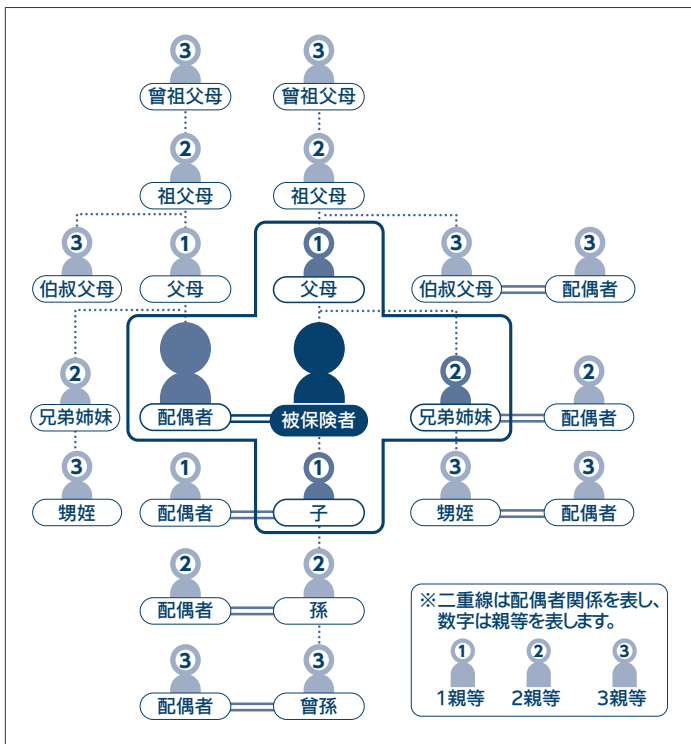 3 3
曾祖父母 曾祖父母
2 2
祖父母 祖父母
3 1 1 3 3
伯叔父母 父母 父母 伯叔父母 配偶者
2 2 2
兄弟姉妹 配偶者 被保険者 兄弟姉妹 配偶者
3 1 1 3 3
甥姪 配偶者 子 甥姪 配偶者
2 2
配偶者 孫
3 3
配偶者 曾孫
※二重線は配偶者関係を表し、
数字は親等を表します。
1 2 3
1親等 2親等 3親等